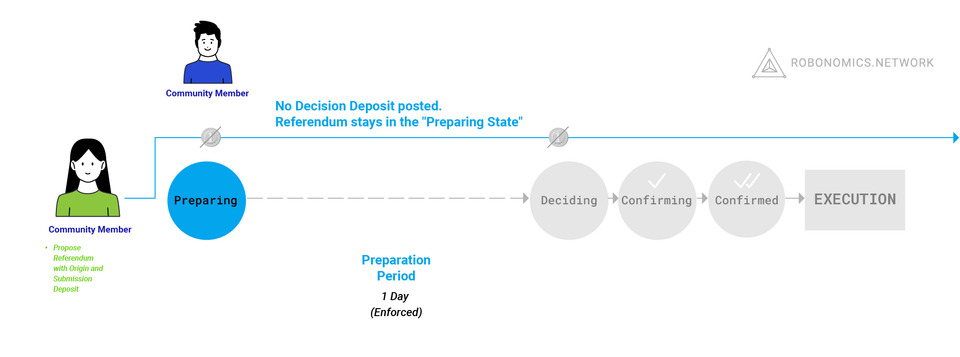 ROBONOMICS.NETWORK
Community Member
No Decision Deposit posted.
Referendum stays in the "Preparing State"
Preparing
Deciding
Confirming
Confirmed
EXECUTION
Community Member
• Propose
Referendum
with Origin and
Submission
Deposit
Preparation
Period
1 Day
(Enforced)